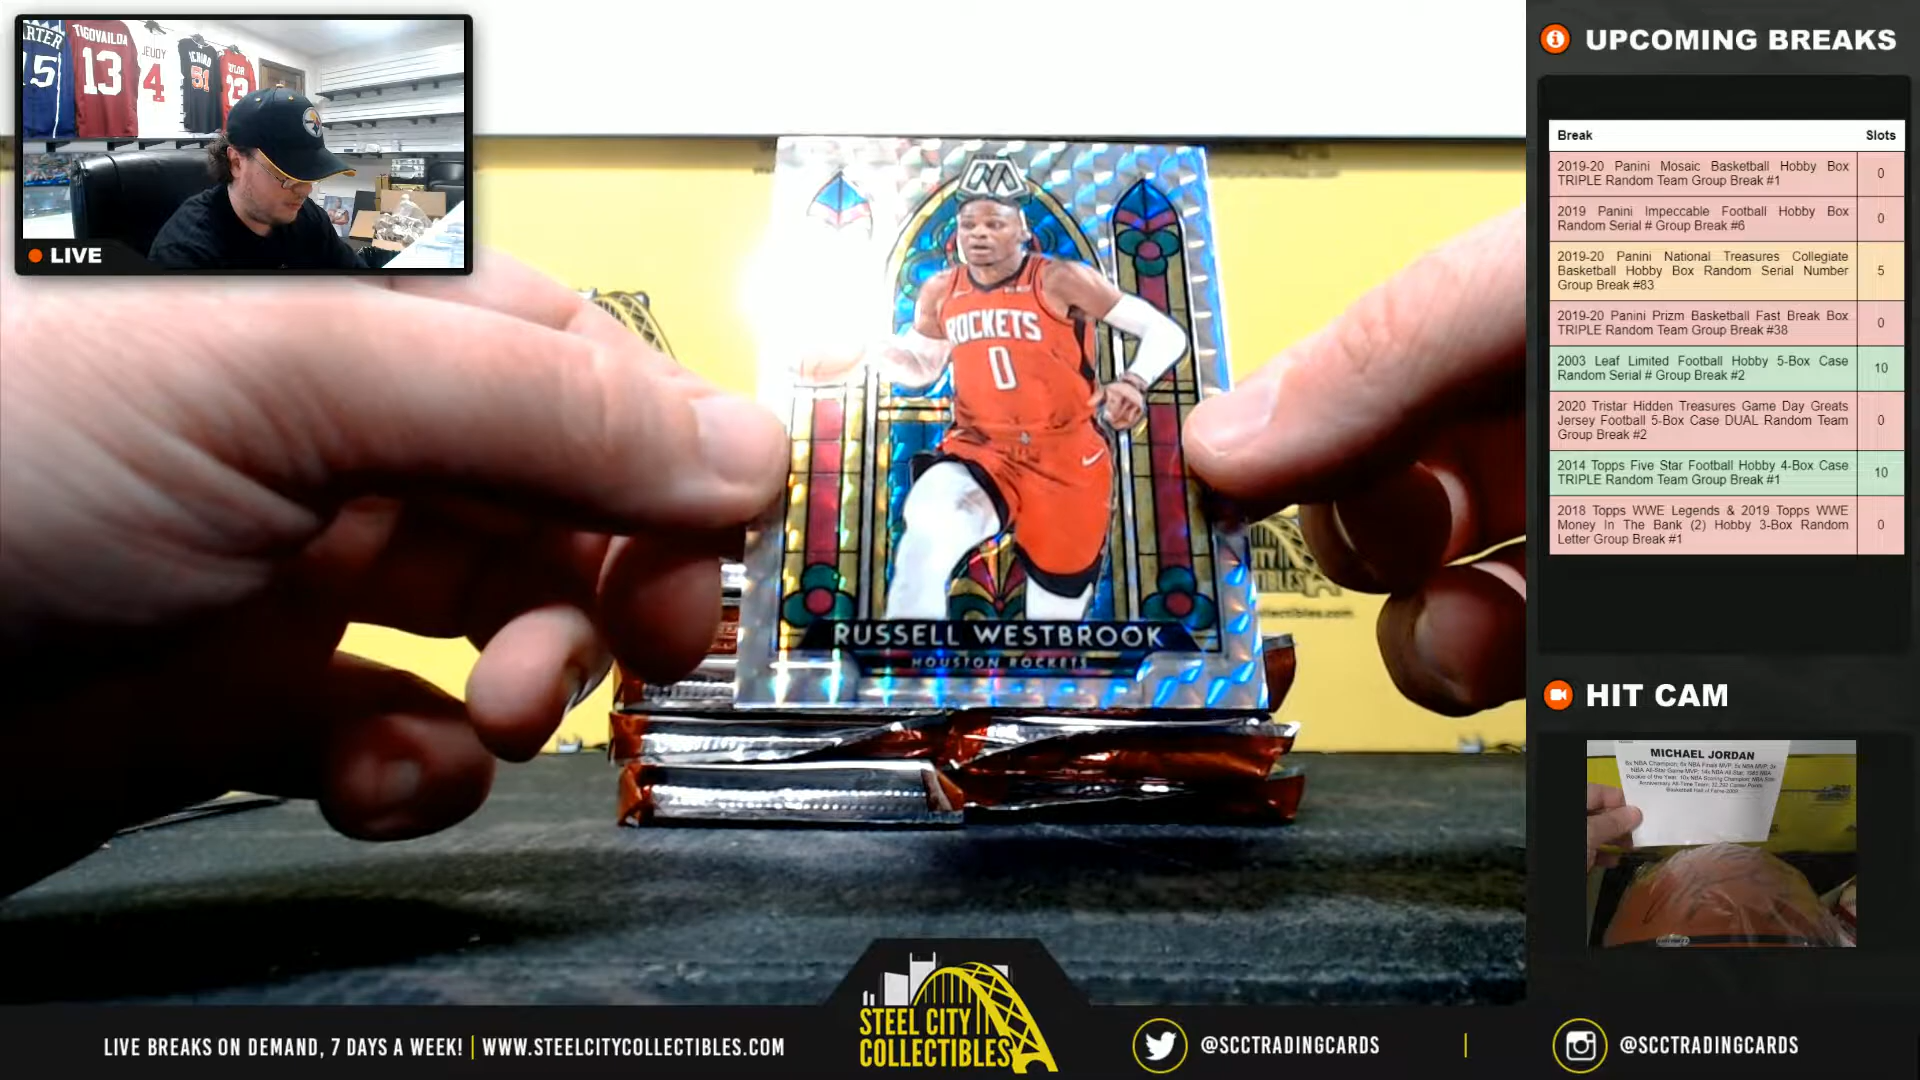 ARTER
15
TIGOVAILOA
13
JEUDY
4
ICHIRO
51
23
LIVE
ROCKETS
0
RUSSELL WESTBROOK
HOUSTON ROCKETS
UPCOMING BREAKS
Break Slots
2019-20 Panini Mosaic Basketball Hobby Box
TRIPLE Random Team Group Break #1
0
2019 Panini Impeccable Football Hobby Box
Random Serial # Group Break #6
0
2019-20 Panini National Treasures Collegiate
Basketball Hobby Box Random Serial Number
Group Break #83
5
2019-20 Panini Prizm Basketball Fast Break Box
TRIPLE Random Team Group Break #38
0
2003 Leaf Limited Football Hobby 5-Box Case
Random Serial # Group Break #2
10
2020 Tristar Hidden Treasures Game Day Greats
Jersey Football 5-Box Case DUAL Random Team
Group Break #2
0
2014 Topps Five Star Football Hobby 4-Box Case
TRIPLE Random Team Group Break #1
10
2018 Topps WWE Legends & 2019 Topps WWE
Money In The Bank (2) Hobby 3-Box Random
Letter Group Break #1
0
HIT CAM
MICHAEL JORDAN
LIVE BREAKS ON DEMAND, 7 DAYS A WEEK! | WWW.STEELCITYCOLLECTIBLES.COM
STEEL CITY
COLLECTIBLES
@SCCTRADINGCARDS
|
@SCCTRADINGCARDS